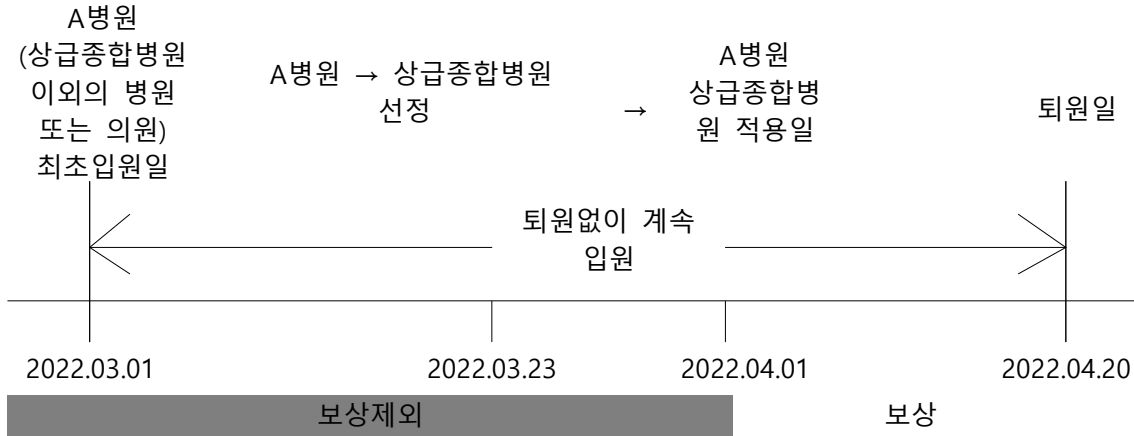 A병원
(상급종합병원
이외의 병원
또는 의원)
최초입원일
A병원 → 상급종합병원
선정
→
A병원
상급종합병
원 적용일
퇴원일
퇴원없이 계속
입원
2022.03.01
2022.03.23
2022.04.01
2022.04.20
보상제외
보상